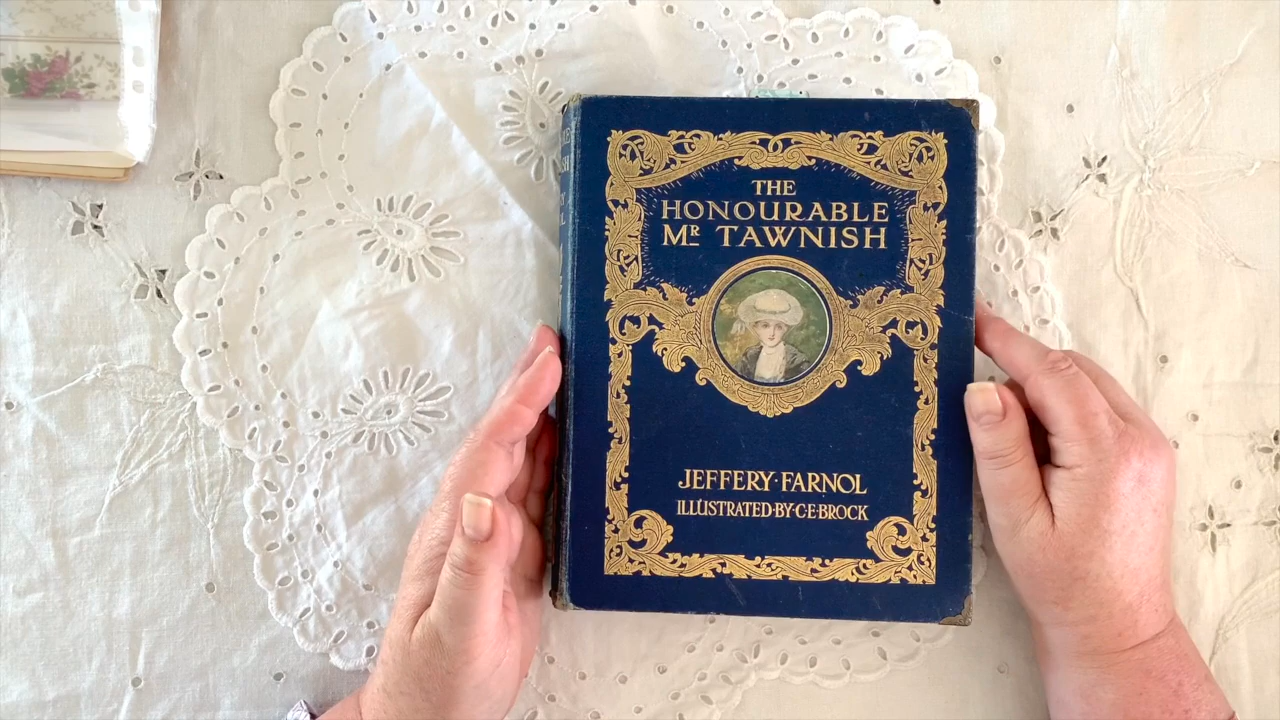 THE
HONOURABLE
MR TAWNISH
JEFFERY·FARNOL
ILLUSTRATED·BY·C·E·BROCK